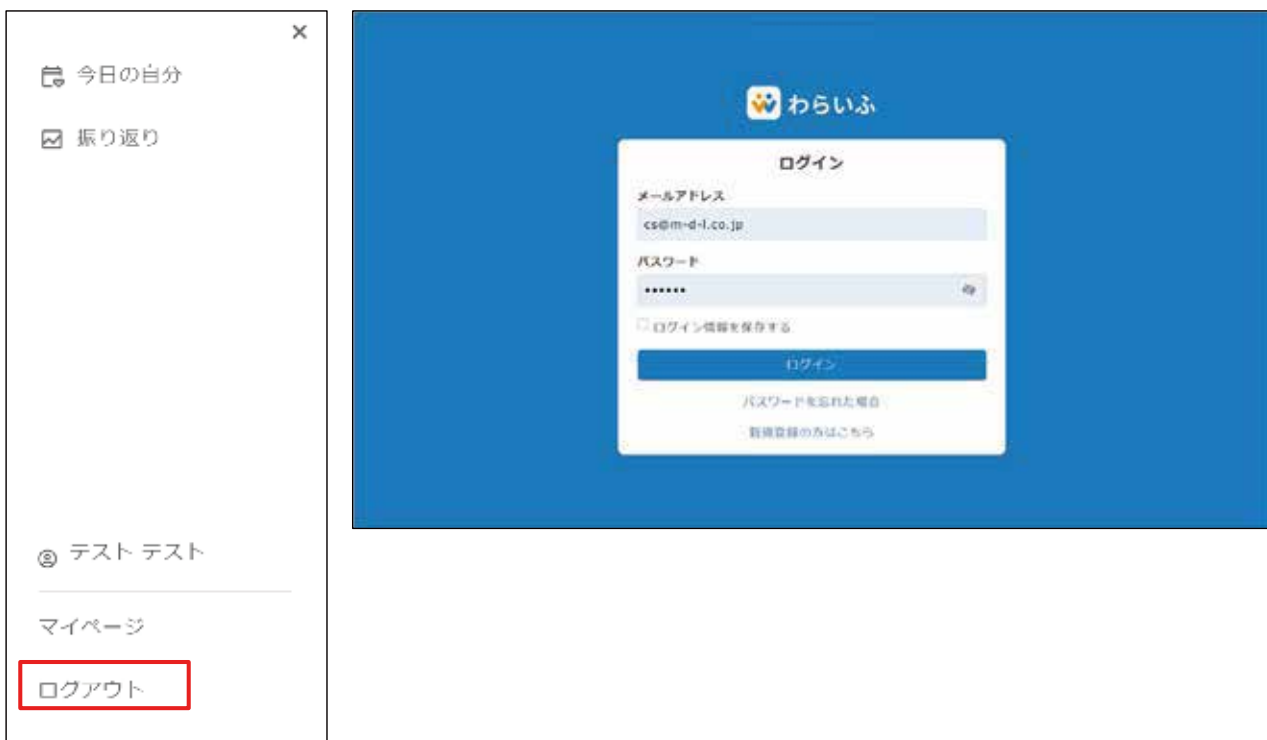 今日の自分
振り返り
テスト テスト
マイページ
ログアウト
わらいふ
ログイン
メールアドレス
cs@m-d-l.co.jp
パスワード
••••••
ログイン情報を保存する
ログイン
パスワードを忘れた場合
新規登録の方はこちら